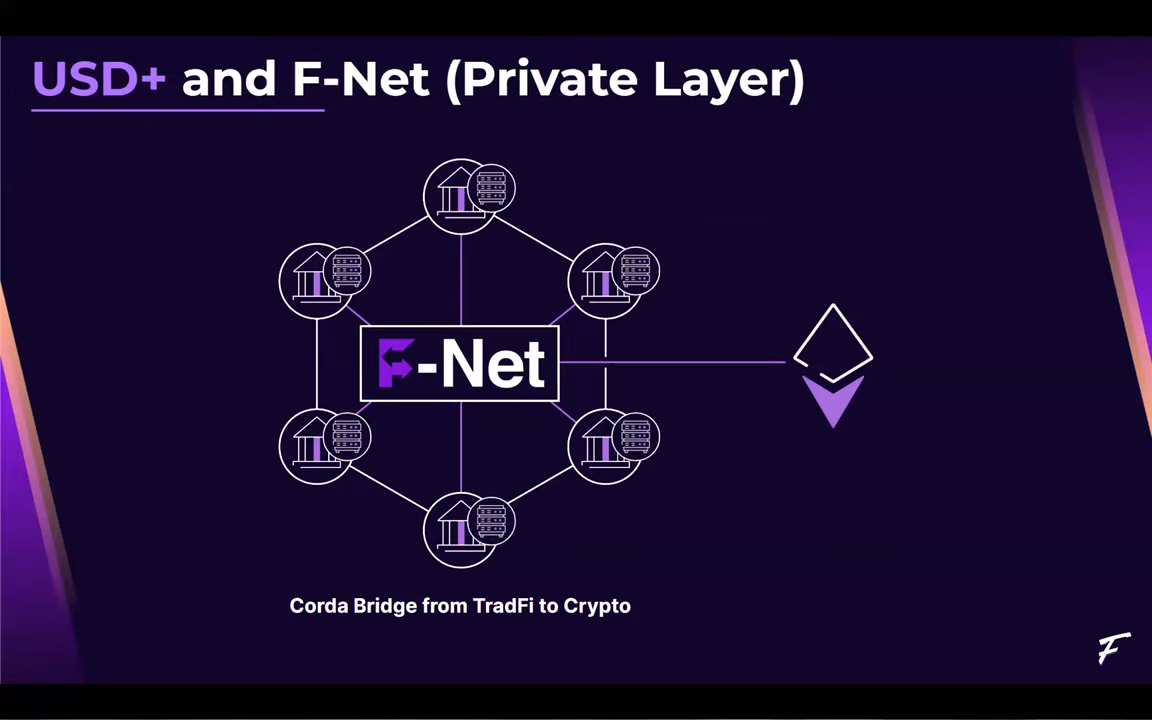 USD+ and F-Net (Private Layer)
F-Net
Corda Bridge from TradFi to Crypto
F